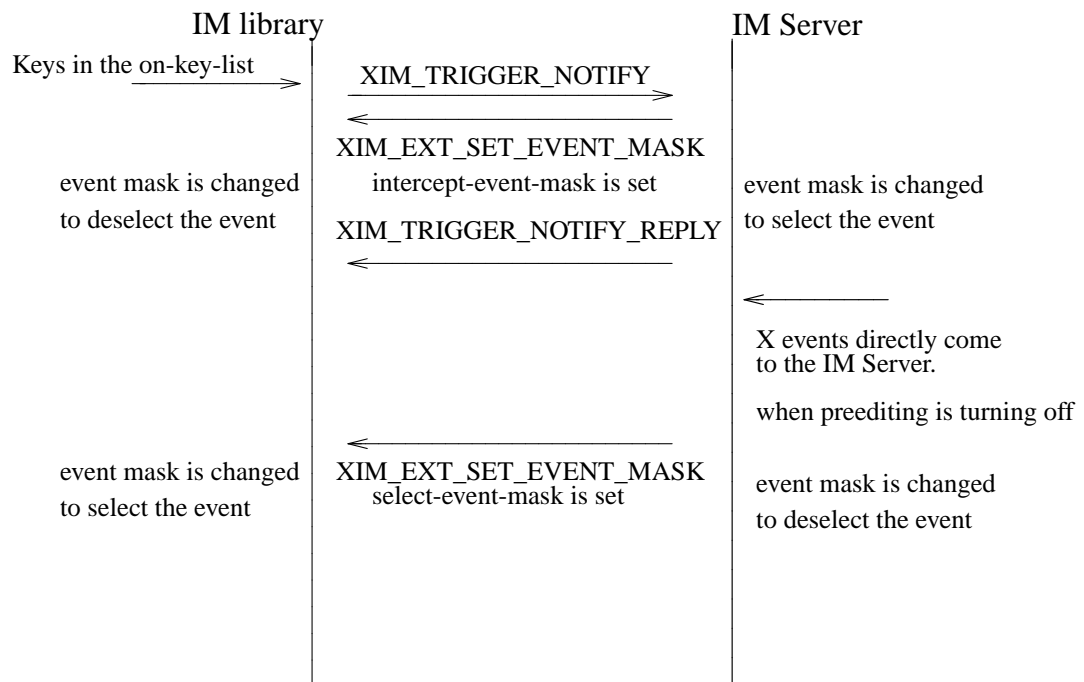 IM library
IM Server
Keys in the on-key-list
XIM_TRIGGER_NOTIFY
XIM_EXT_SET_EVENT_MASK
intercept-event-mask is set
event mask is changed
to deselect the event
event mask is changed
to select the event
XIM_TRIGGER_NOTIFY_REPLY
X events directly come
to the IM Server.
when preediting is turning off
XIM_EXT_SET_EVENT_MASK
select-event-mask is set
event mask is changed
to select the event
event mask is changed
to deselect the event